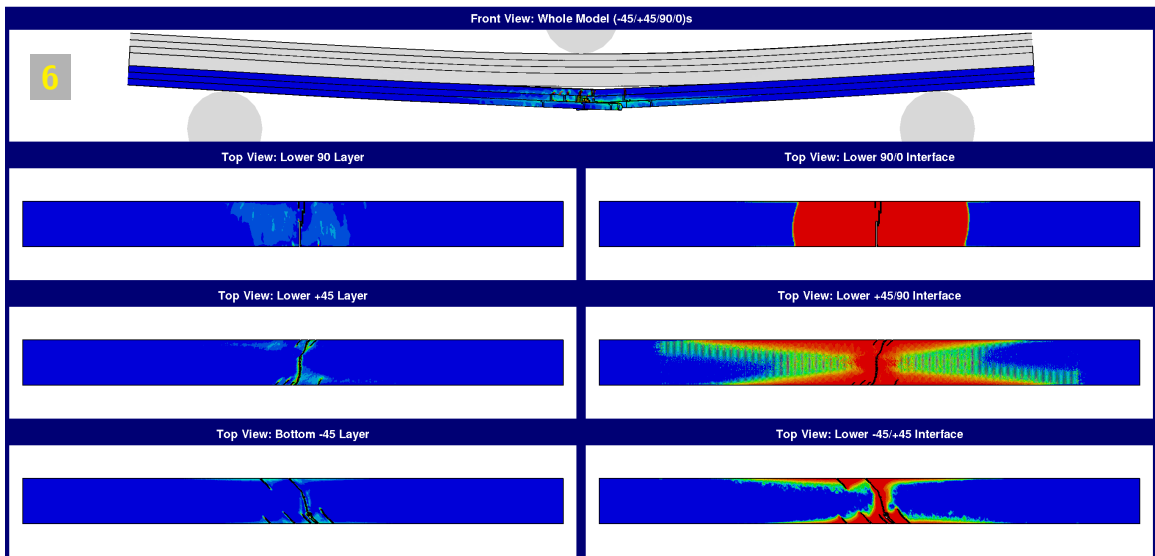 Front View: Whole Model (-45/+45/90/0)s
6
Top View: Lower 90 Layer
Top View: Lower 90/0 Interface
Top View: Lower +45 Layer
Top View: Lower +45/90 Interface
Top View: Bottom -45 Layer
Top View: Lower -45/+45 Interface